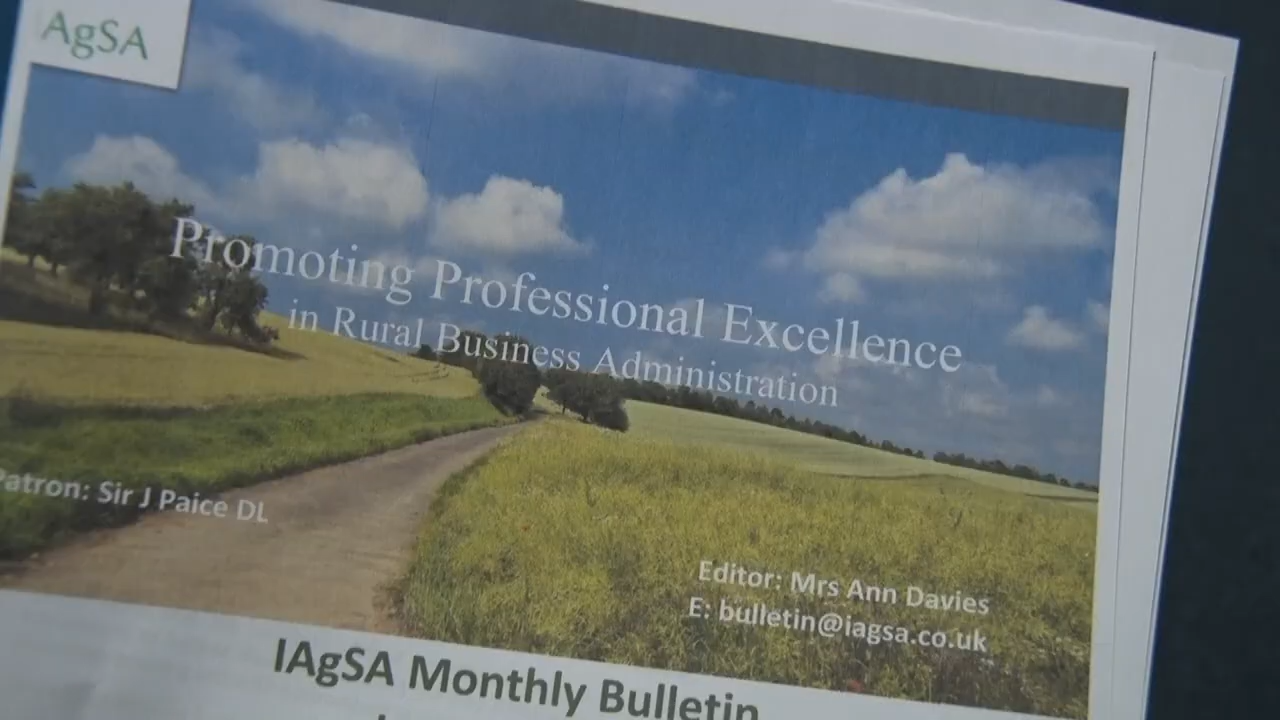 AgSA
Promoting Professional Excellence
in Rural Business Administration
Patron: Sir J Paice DL
Editor: Mrs Ann Davies
E: bulletin@iagsa.co.uk
IAgSA Monthly Bulletin